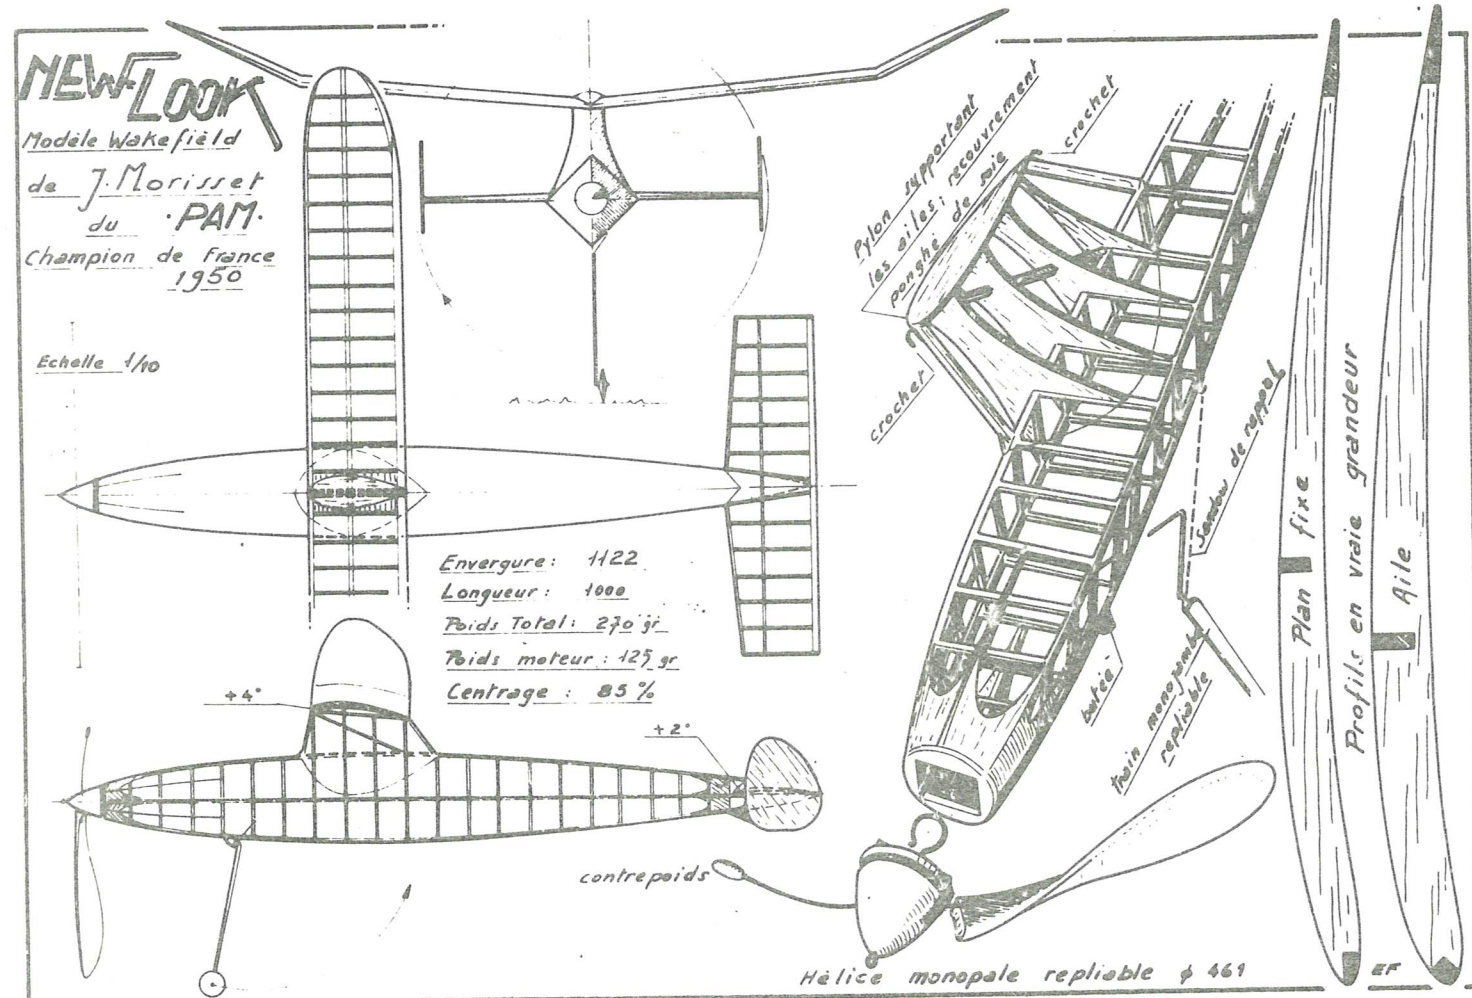 NEW-LOOK
Modèle Wakefield
de J. Morisset
du ·PAM·
Champion de France
1950
Echelle 1/10
Envergure : 1122
Longueur : 1000
Poids Total : 270 gr
Poids moteur : 125 gr
Centrage : 85 %
+4°
+2°
Pylon supportant
les ailes ; recouvrement
ponghe de soie
crochet
crochet
Sandow de rappel
butée
train monojambe
repliable
contrepoids
Hélice monopale repliable φ 461
Plan fixe
Profils en vraie grandeur
Aile
EF